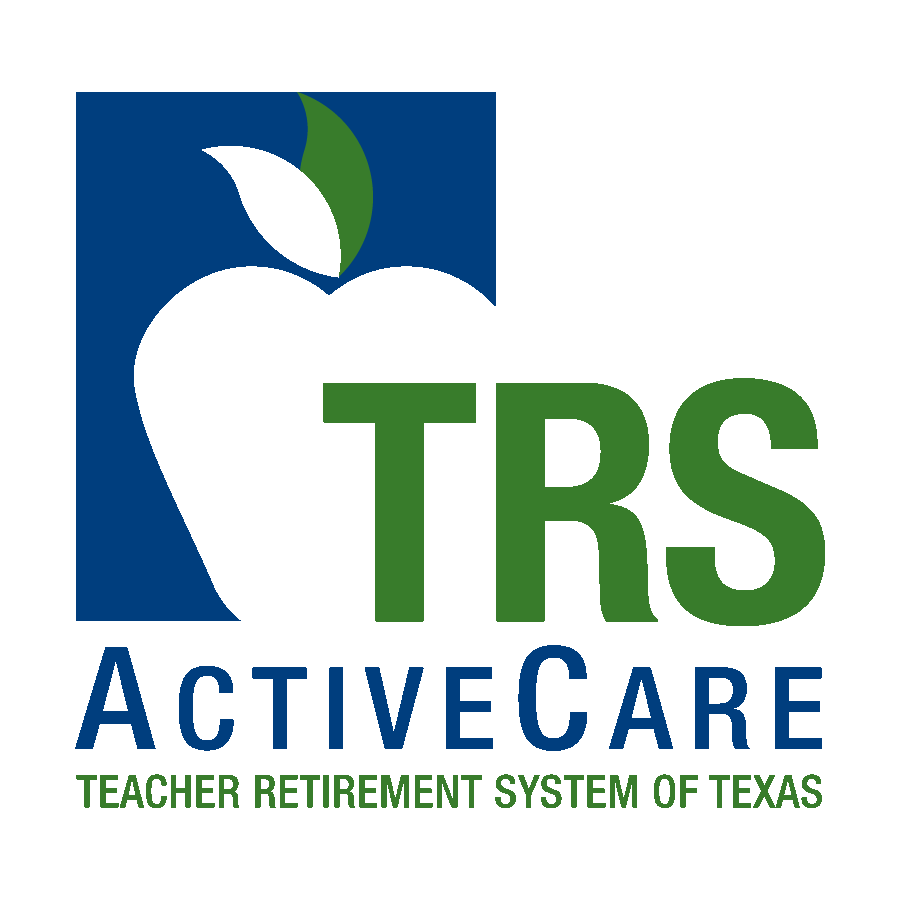 TRS
ACTIVECARE
TEACHER RETIREMENT SYSTEM OF TEXAS